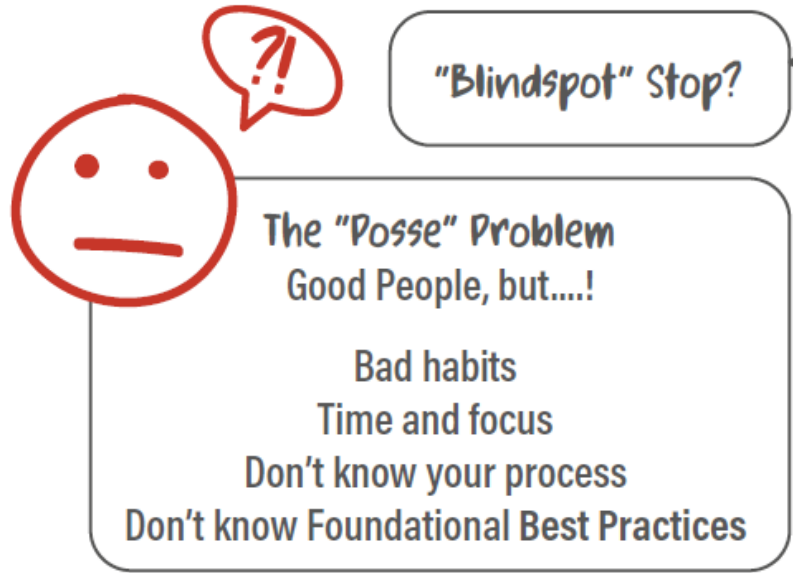 ?!
"Blindspot" Stop?
The "Posse" Problem
Good People, but....!
Bad habits
Time and focus
Don't know your process
Don't know Foundational Best Practices